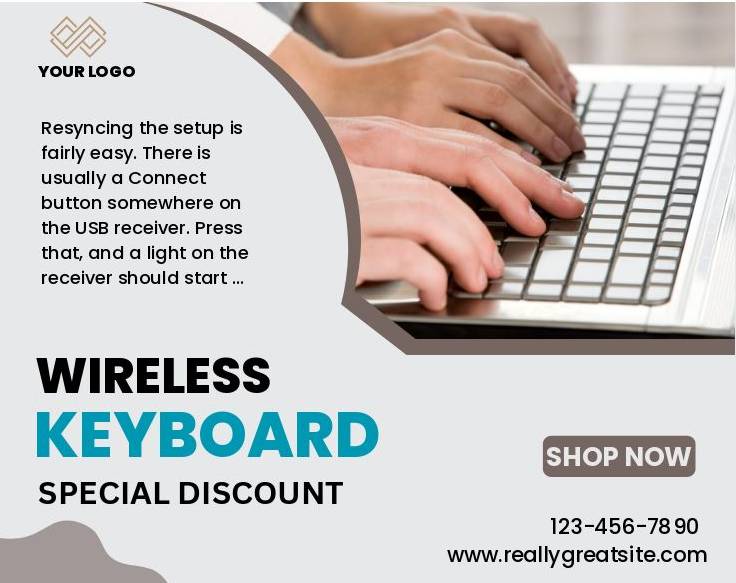 YOUR LOGO
Resyncing the setup is
fairly easy. There is
usually a Connect
button somewhere on
the USB receiver. Press
that, and a light on the
receiver should start ...
WIRELESS
KEYBOARD
SPECIAL DISCOUNT
SHOP NOW
123-456-7890
www.reallygreatsite.com